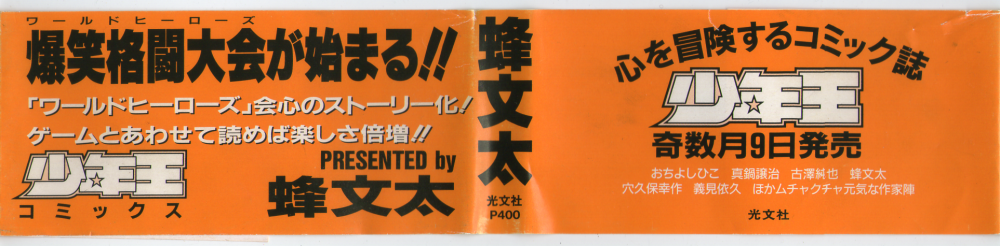 ワールドヒーローズ
爆笑格闘大会が始まる!!
「ワールドヒーローズ」会心のストーリー化!
ゲームとあわせて読めば楽しさ倍増!!
少年王
コミックス
PRESENTED by
蜂文太
蜂文太
光文社
P400
心を冒険するコミック誌
少年王
奇数月9日発売
おちよしひこ 真鍋譲治 古澤純也 蜂文太
穴久保幸作 義見依久 ほかムチャクチャ元気な作家陣
光文社